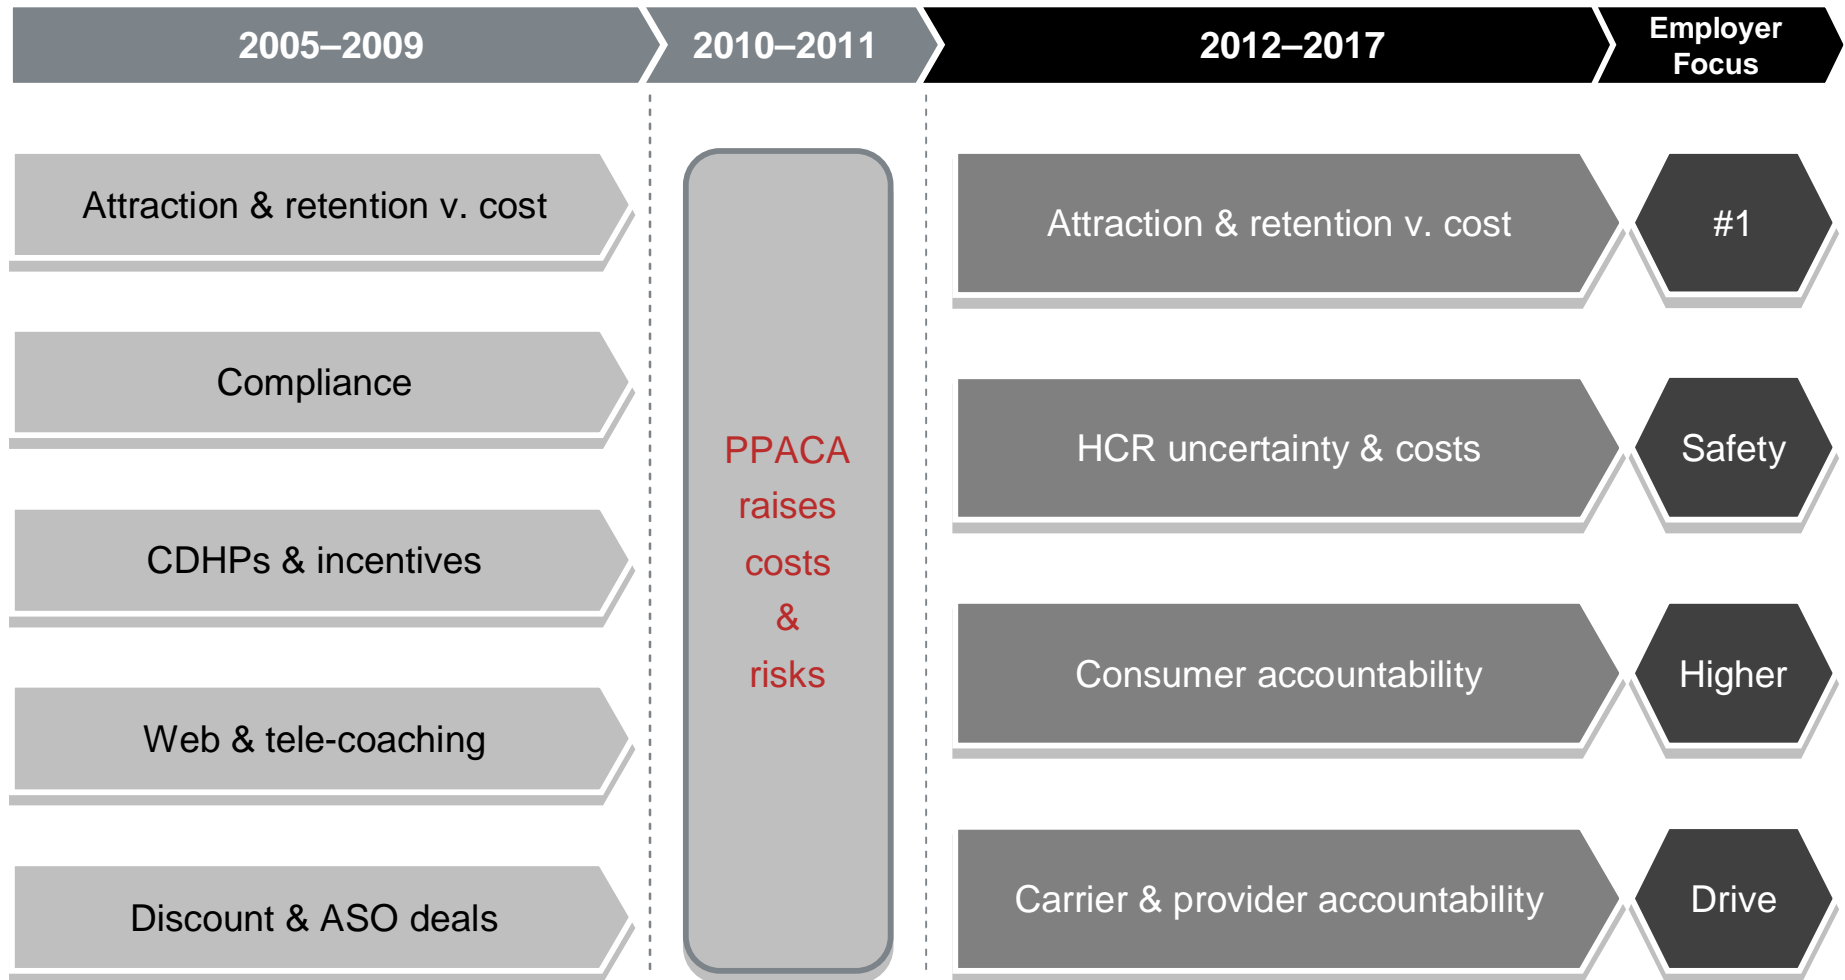 2005–2009
2010–2011
2012–2017
Employer
Focus
Attraction & retention v. cost
Compliance
CDHPs & incentives
Web & tele-coaching
Discount & ASO deals
PPACA
raises
costs
&
risks
Attraction & retention v. cost
#1
HCR uncertainty & costs
Safety
Consumer accountability
Higher
Carrier & provider accountability
Drive